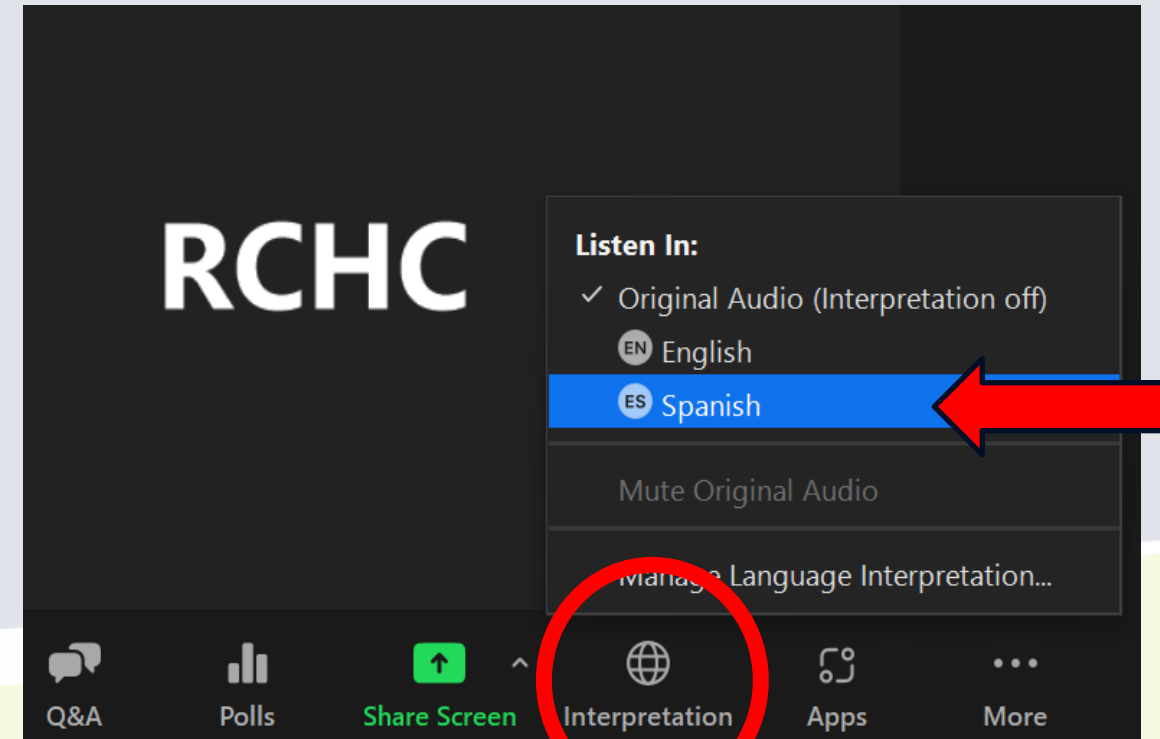 RCHC
Listen In:
Original Audio (Interpretation off)
EN English
ES Spanish
Mute Original Audio
Manage Language Interpretation...
Q&A Polls Share Screen Interpretation Apps More